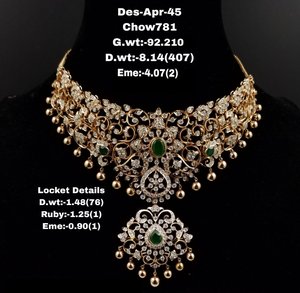 Des-Apr-45
Chow781
G.wt:-92.210
D.wt:-8.14(407)
Eme:-4.07(2)
Locket Details
D.wt:-1.48(76)
Ruby:-1.25(1)
Eme:-0.90(1)